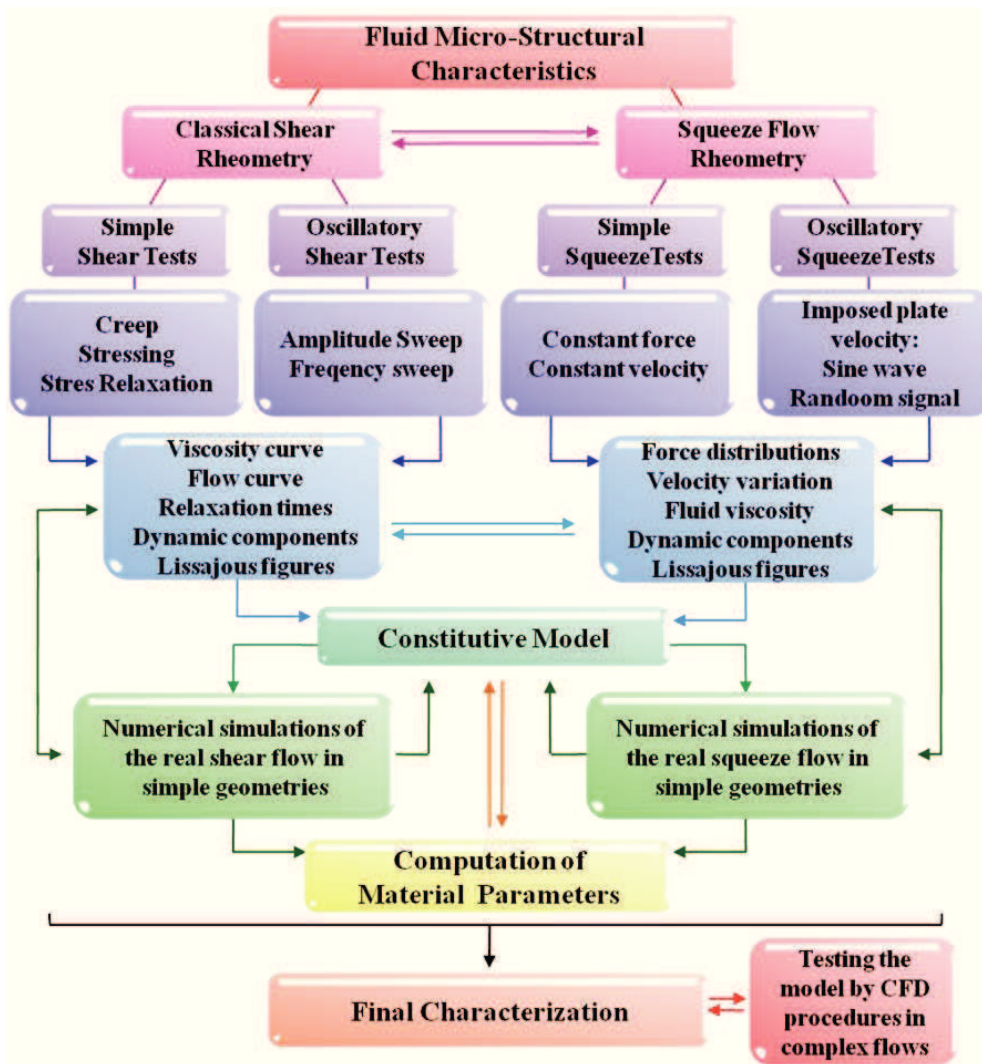 Fluid Micro-Structural
Characteristics
Classical Shear
Rheometry
Squeeze Flow
Rheometry
Simple
Shear Tests
Oscillatory
Shear Tests
Simple
SqueezeTests
Oscillatory
SqueezeTests
Creep
Stressing
Stres Relaxation
Amplitude Sweep
Freqency sweep
Constant force
Constant velocity
Imposed plate
velocity:
Sine wave
Randoom signal
Viscosity curve
Flow curve
Relaxation times
Dynamic components
Lissajous figures
Force distributions
Velocity variation
Fluid viscosity
Dynamic components
Lissajous figures
Constitutive Model
Numerical simulations of
the real shear flow in
simple geometries
Numerical simulations of
the real squeeze flow in
simple geometries
Computation of
Material Parameters
Final Characterization
Testing the
model by CFD
procedures in
complex flows